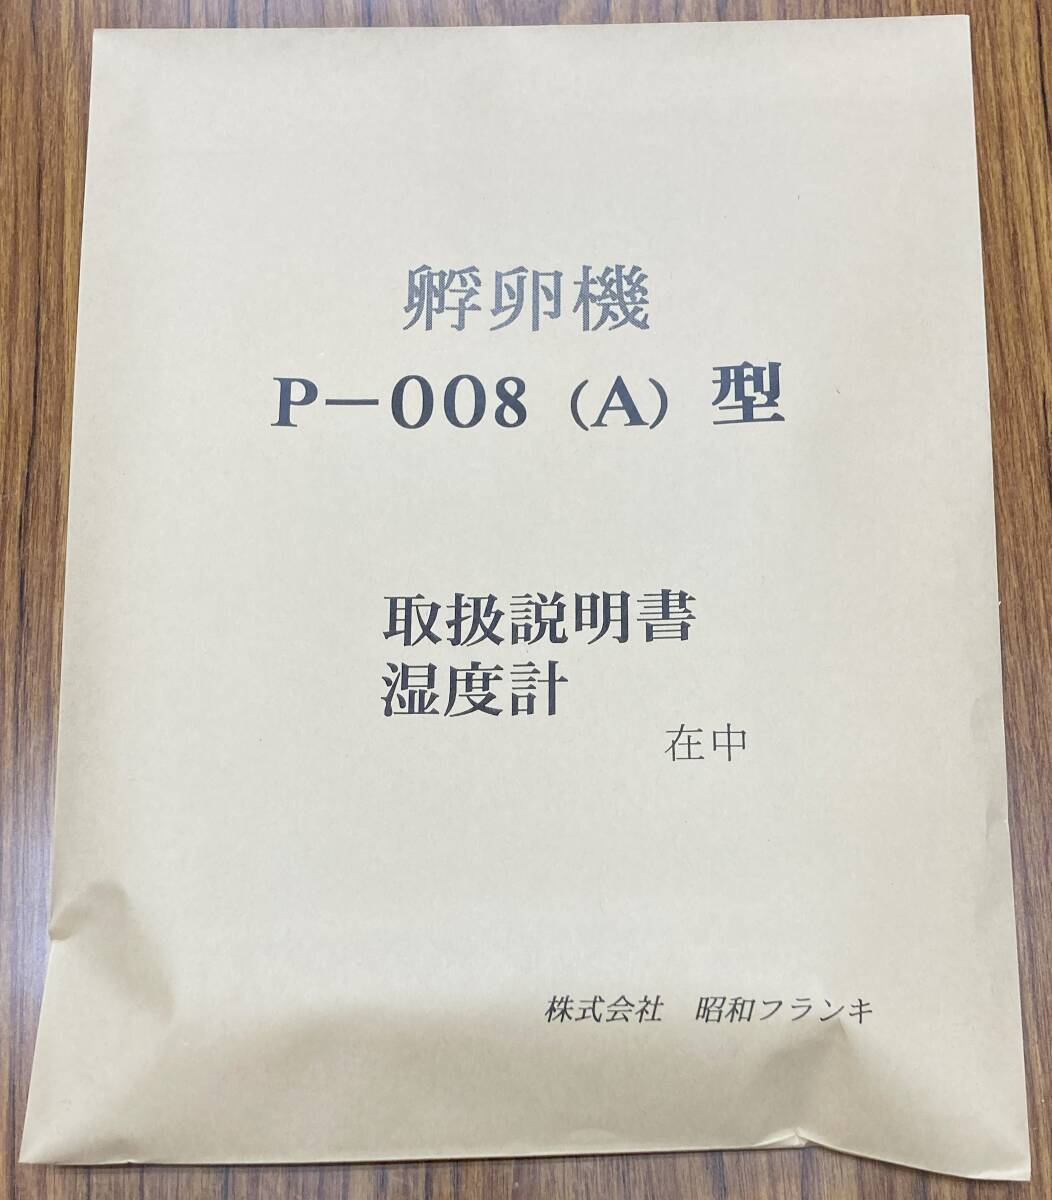 孵卵機
P－008（A）型
取扱説明書
湿度計
在中
株式会社　昭和フランキ